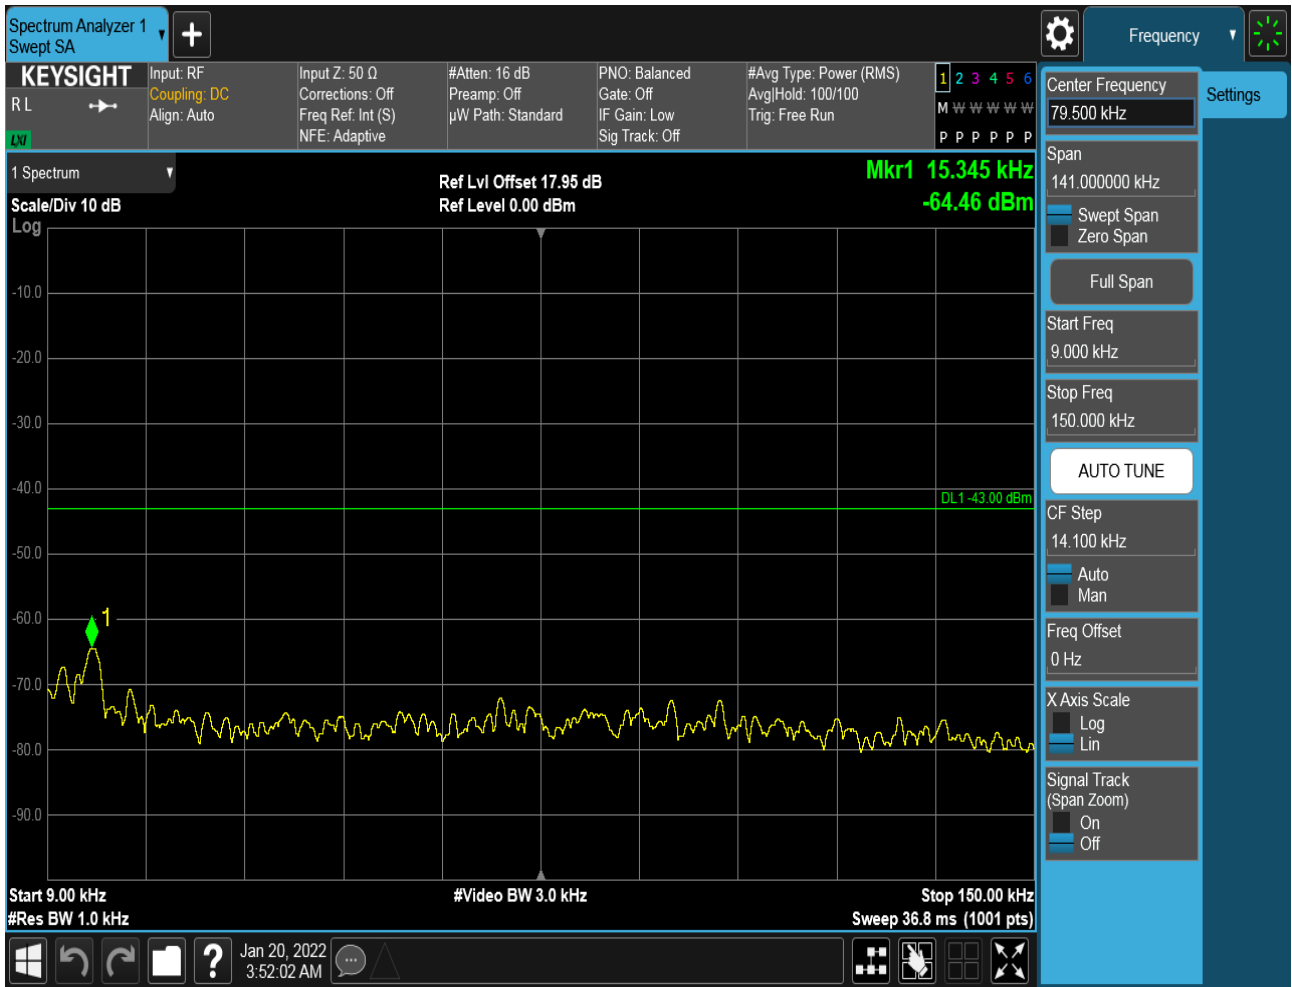 Spectrum Analyzer 1
Swept SA
Frequency
KEYSIGHT
R L
LXI
Input: RF
Coupling: DC
Align: Auto
Input Z: 50 Ω
Corrections: Off
Freq Ref: Int (S)
NFE: Adaptive
#Atten: 16 dB
Preamp: Off
µW Path: Standard
PNO: Balanced
Gate: Off
IF Gain: Low
Sig Track: Off
#Avg Type: Power (RMS)
Avg|Hold: 100/100
Trig: Free Run
1 2 3 4 5 6
M W W W W W
P P P P P P
1 Spectrum
Scale/Div 10 dB
Log
Ref Lvl Offset 17.95 dB
Ref Level 0.00 dBm
Mkr1 15.345 kHz
-64.46 dBm
-10.0
-20.0
-30.0
-40.0
DL1 -43.00 dBm
-50.0
-60.0
1
-70.0
-80.0
-90.0
Start 9.00 kHz
#Res BW 1.0 kHz
#Video BW 3.0 kHz
Stop 150.00 kHz
Sweep 36.8 ms (1001 pts)
Center Frequency
79.500 kHz
Settings
Span
141.000000 kHz
Swept Span
Zero Span
Full Span
Start Freq
9.000 kHz
Stop Freq
150.000 kHz
AUTO TUNE
CF Step
14.100 kHz
Auto
Man
Freq Offset
0 Hz
X Axis Scale
Log
Lin
Signal Track
(Span Zoom)
On
Off
?
Jan 20, 2022
3:52:02 AM